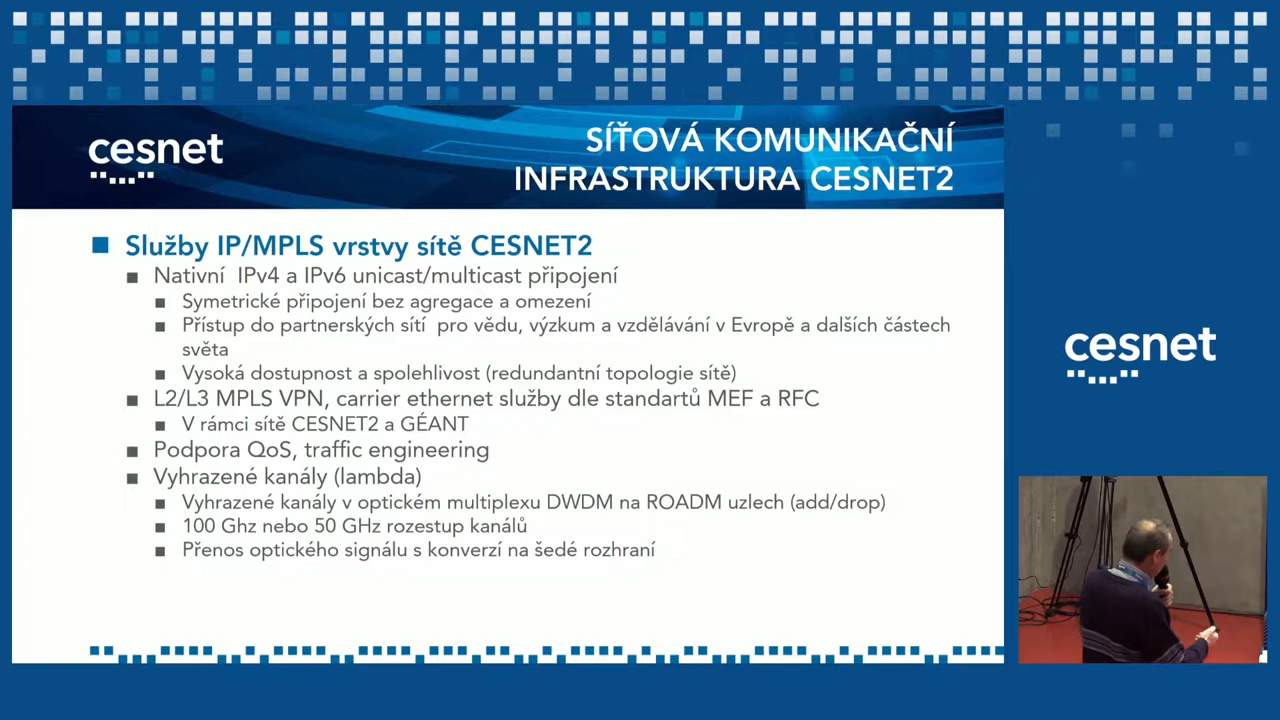 cesnet
SÍŤOVÁ KOMUNIKAČNÍ
INFRASTRUKTURA CESNET2
Služby IP/MPLS vrstvy sítě CESNET2
Nativní IPv4 a IPv6 unicast/multicast připojení
Symetrické připojení bez agregace a omezení
Přístup do partnerských sítí pro vědu, výzkum a vzdělávání v Evropě a dalších částech
světa
Vysoká dostupnost a spolehlivost (redundantní topologie sítě)
L2/L3 MPLS VPN, carrier ethernet služby dle standartů MEF a RFC
V rámci sítě CESNET2 a GÉANT
Podpora QoS, traffic engineering
Vyhrazené kanály (lambda)
Vyhrazené kanály v optickém multiplexu DWDM na ROADM uzlech (add/drop)
100 Ghz nebo 50 GHz rozestup kanálů
Přenos optického signálu s konverzí na šedé rozhraní
cesnet